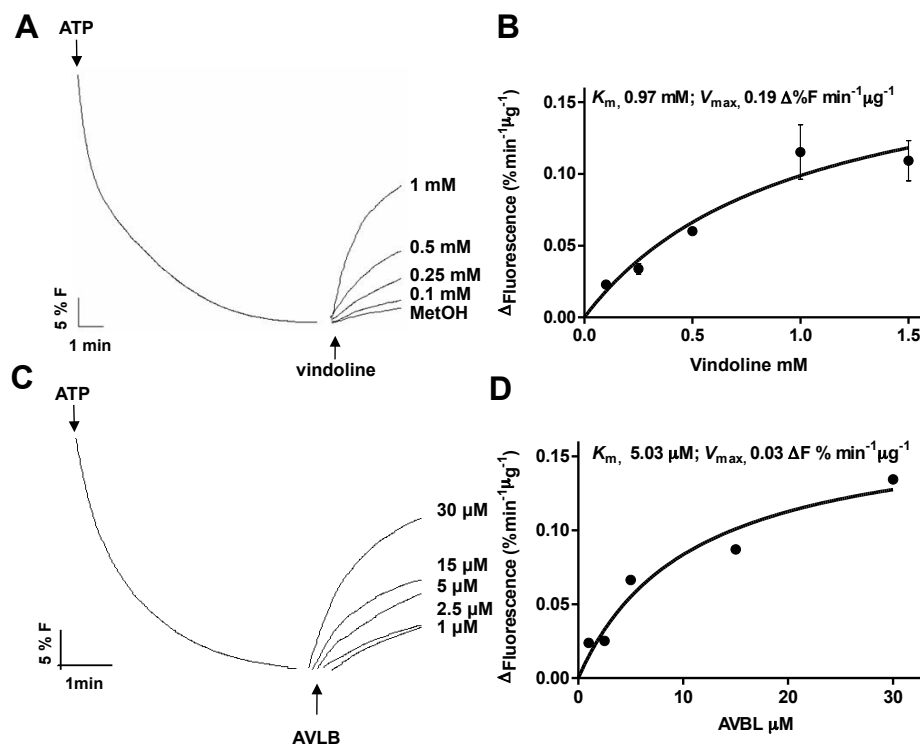 A
ATP
1 mM
0.5 mM
0.25 mM
0.1 mM
MetOH
5 % F
1 min
vindoline
B
K_m, 0.97 mM; V_max, 0.19 Δ%F min⁻¹µg⁻¹
ΔFluorescence (%min⁻¹µg⁻¹)
0.15
0.10
0.05
0.00
0.0 0.5 1.0 1.5
Vindoline mM
C
ATP
30 µM
15 µM
5 µM
2.5 µM
1 µM
5 % F
1min
AVLB
D
K_m, 5.03 µM; V_max, 0.03 ΔF % min⁻¹µg⁻¹
ΔFluorescence (%min⁻¹µg⁻¹)
0.15
0.10
0.05
0.00
0 10 20 30
AVBL µM